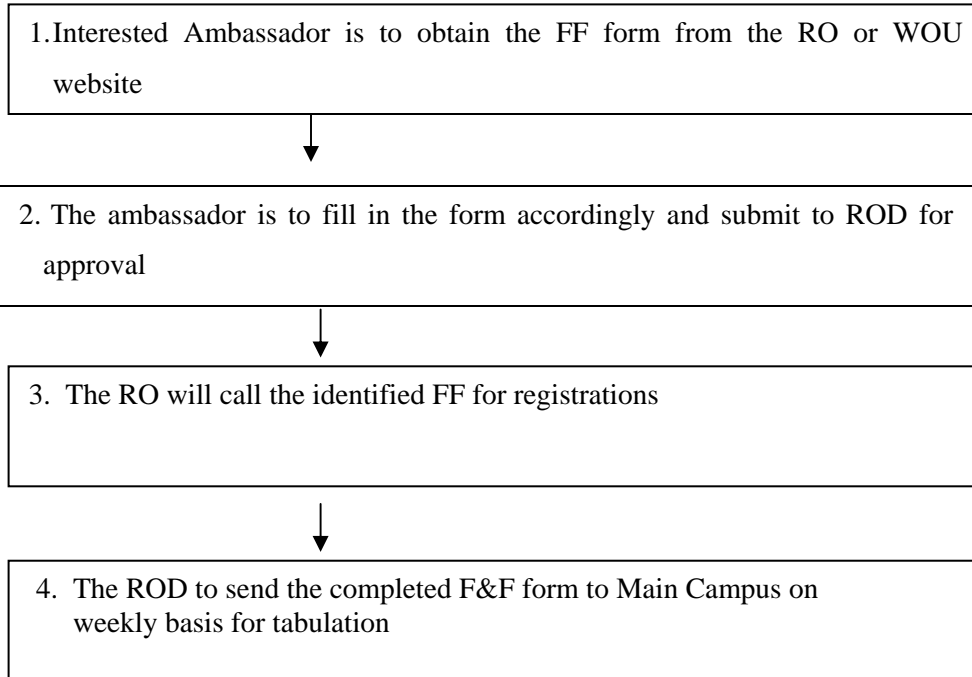 1.Interested Ambassador is to obtain the FF form from the RO or WOU
website
2. The ambassador is to fill in the form accordingly and submit to ROD for
approval
3. The RO will call the identified FF for registrations
4. The ROD to send the completed F&F form to Main Campus on
weekly basis for tabulation